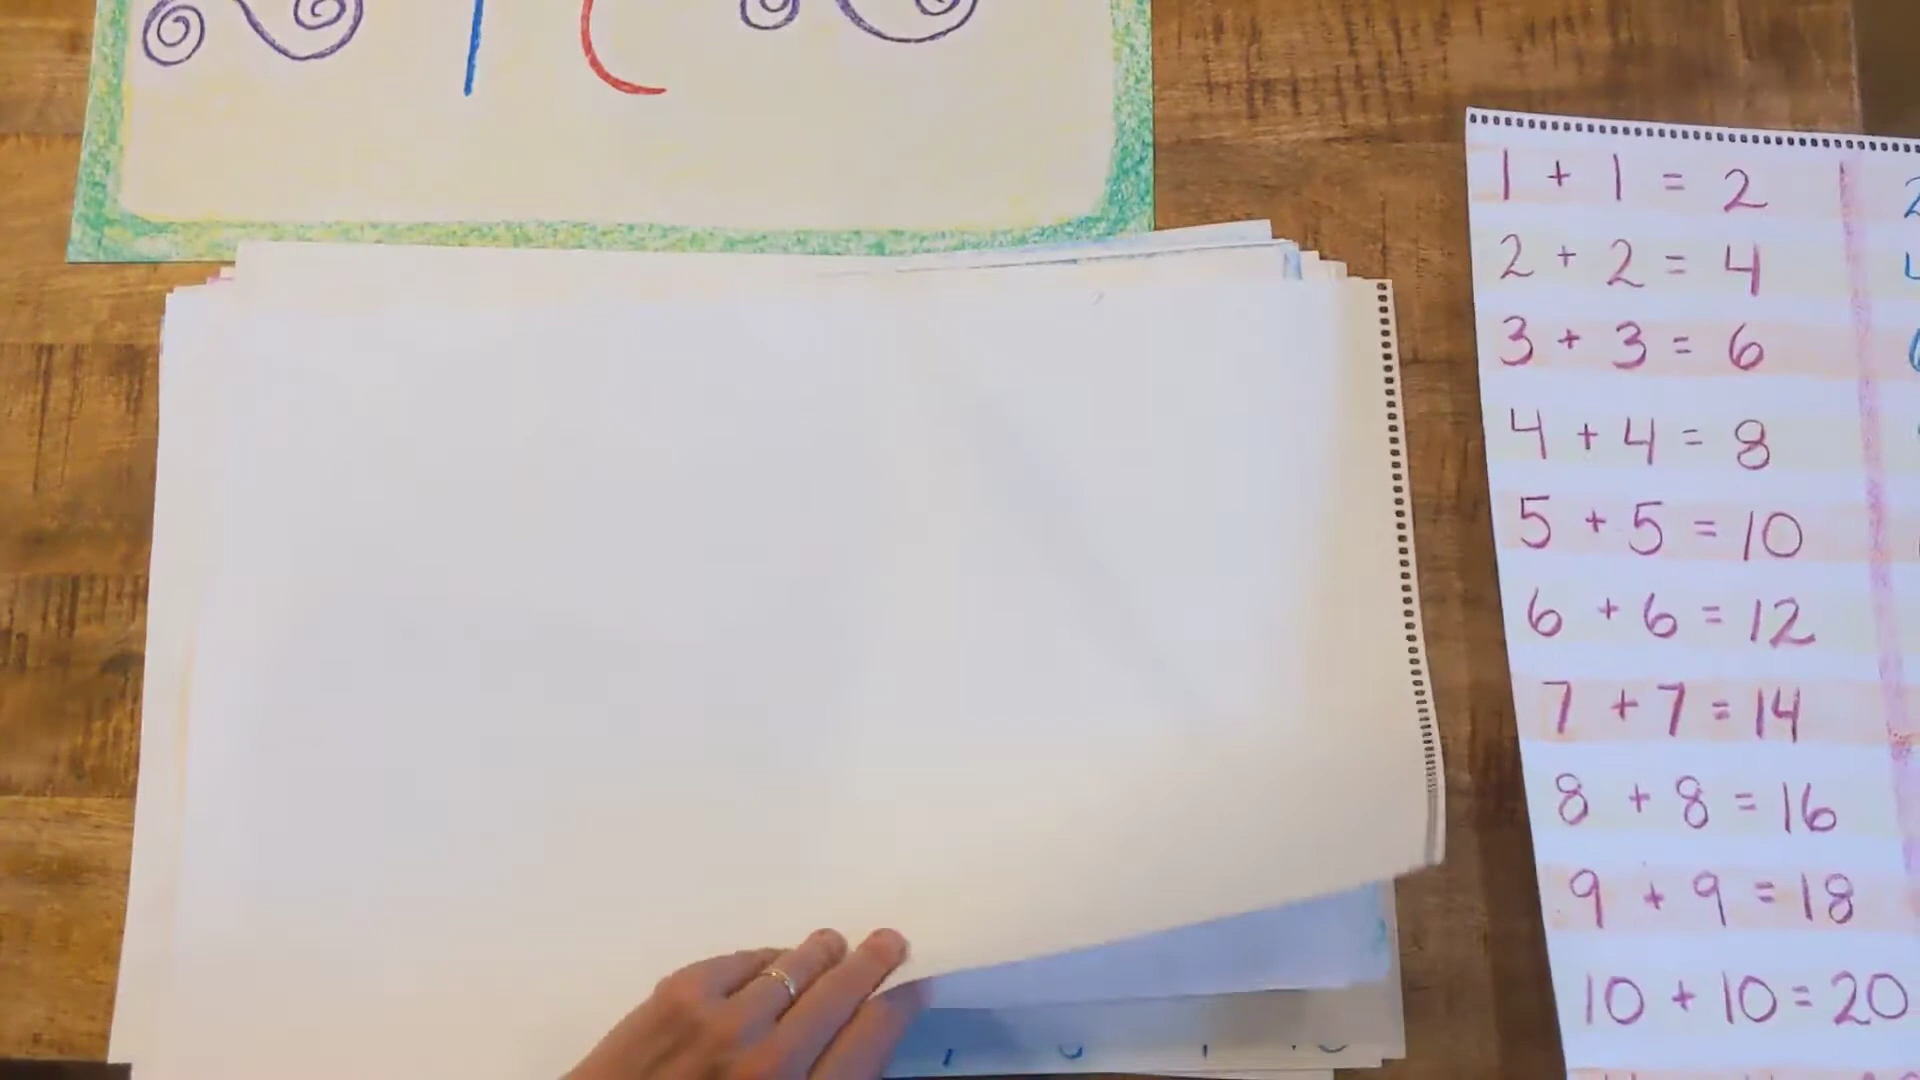 1 + 1 = 2
2 + 2 = 4
3 + 3 = 6
4 + 4 = 8
5 + 5 = 10
6 + 6 = 12
7 + 7 = 14
8 + 8 = 16
9 + 9 = 18
10 + 10 = 20